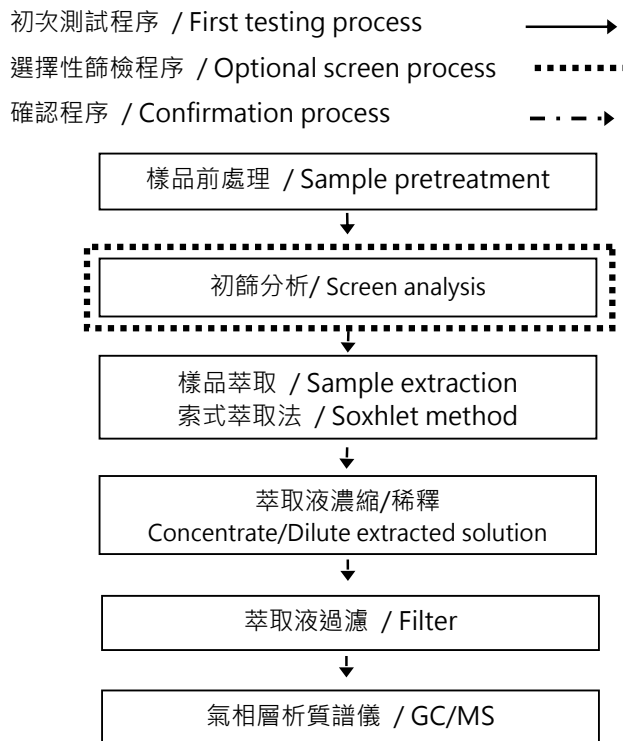 初次測試程序 / First testing process
選擇性篩檢程序 / Optional screen process
確認程序 / Confirmation process
樣品前處理 / Sample pretreatment
初篩分析/ Screen analysis
樣品萃取 / Sample extraction
索式萃取法 / Soxhlet method
萃取液濃縮/稀釋
Concentrate/Dilute extracted solution
萃取液過濾 / Filter
氣相層析質譜儀 / GC/MS